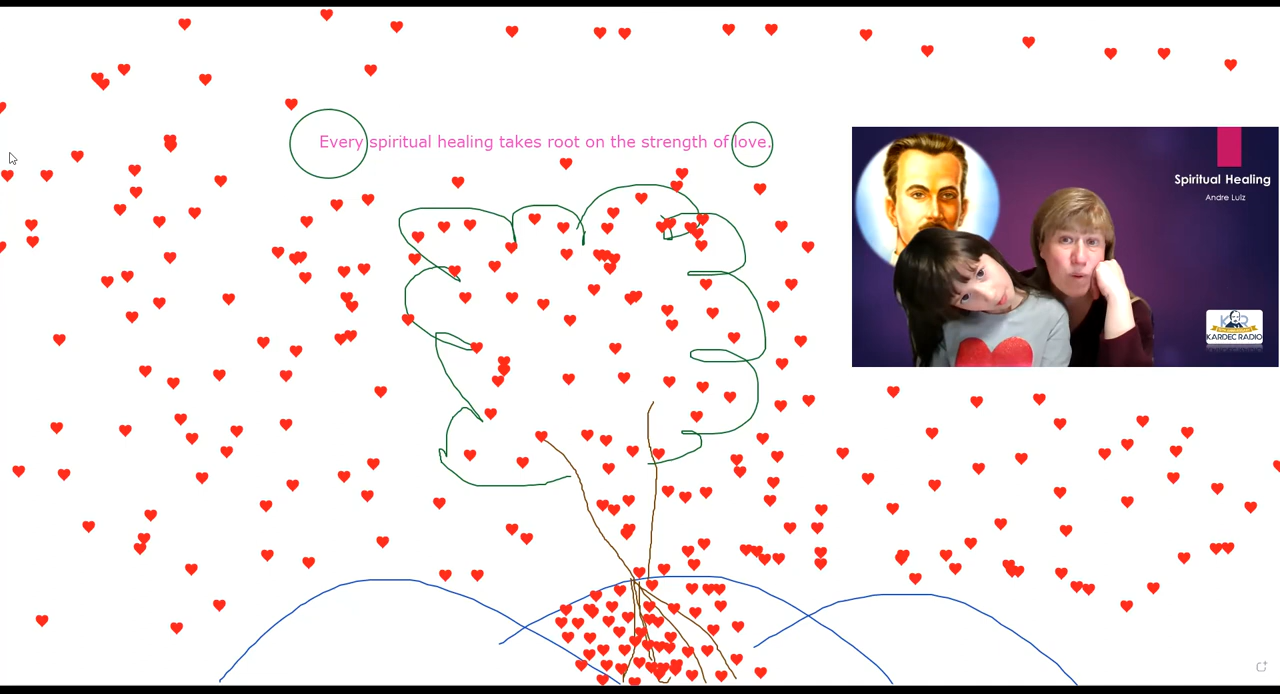 Every spiritual healing takes root on the strength of love.
Spiritual Healing
Andre Luiz
KARDEC RADIO